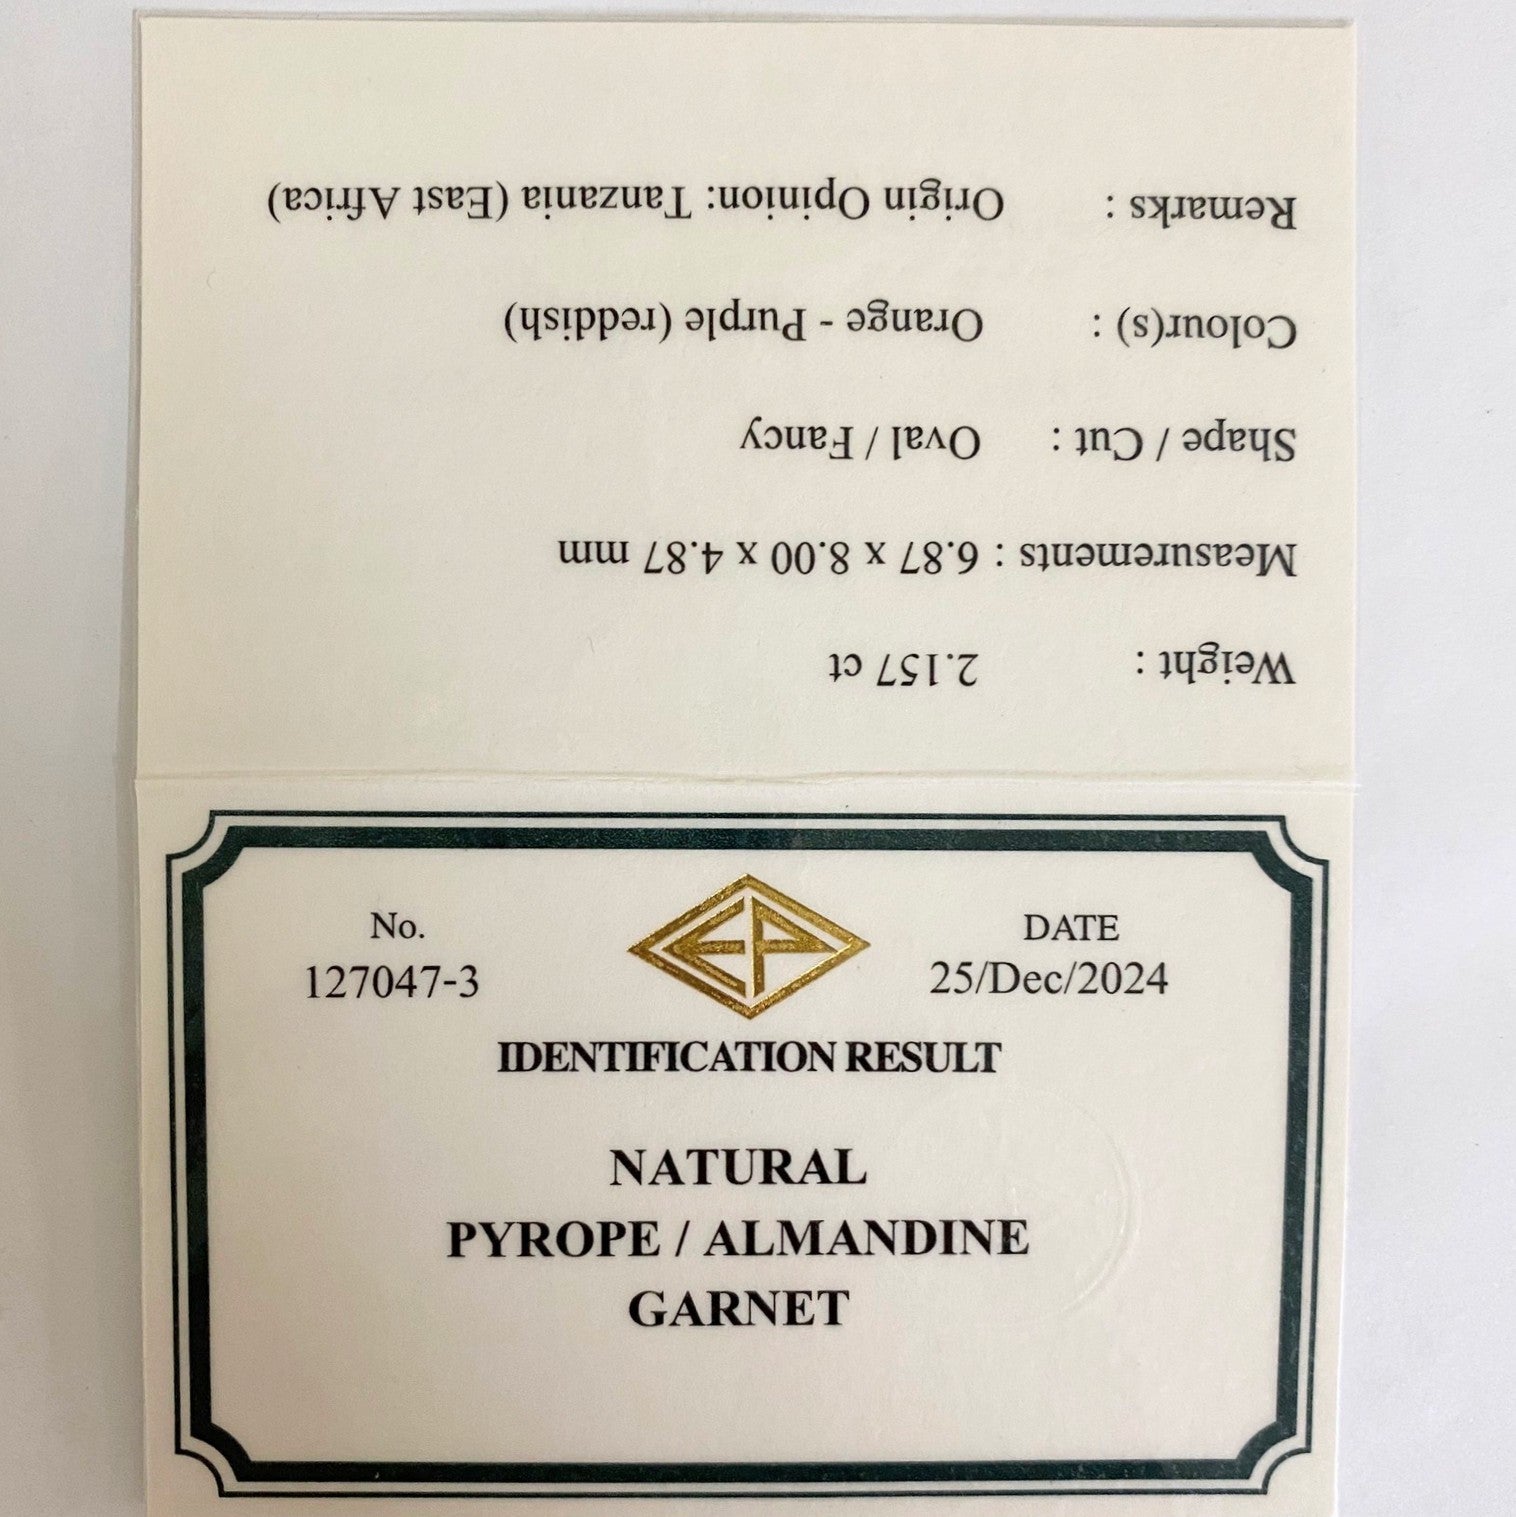 Weight : 2.157 ct
Measurements : 6.87 x 8.00 x 4.87 mm
Shape / Cut : Oval / Fancy
Colour(s) : Orange - Purple (reddish)
Remarks : Origin Opinion: Tanzania (East Africa)
No.
127047-3
EP
DATE
25/Dec/2024
IDENTIFICATION RESULT
NATURAL
PYROPE / ALMANDINE
GARNET